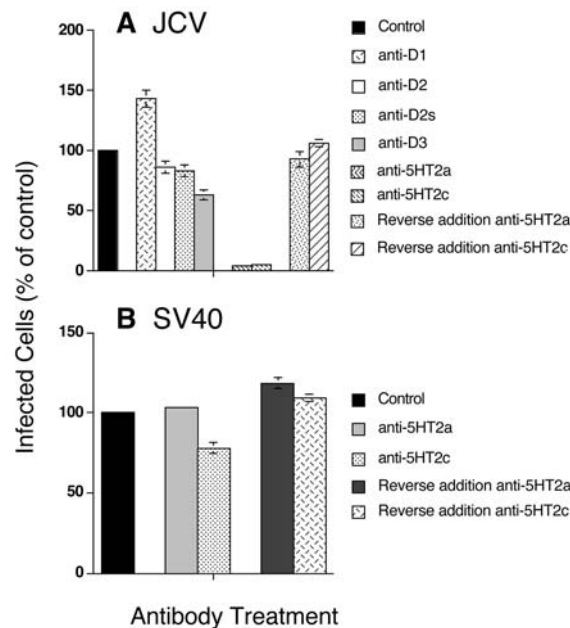 A JCV
200
150
100
50
0
Control
anti-D1
anti-D2
anti-D2s
anti-D3
anti-5HT2a
anti-5HT2c
Reverse addition anti-5HT2a
Reverse addition anti-5HT2c
Infected Cells (% of control)
B SV40
150
100
50
0
Control
anti-5HT2a
anti-5HT2c
Reverse addition anti-5HT2a
Reverse addition anti-5HT2c
Antibody Treatment